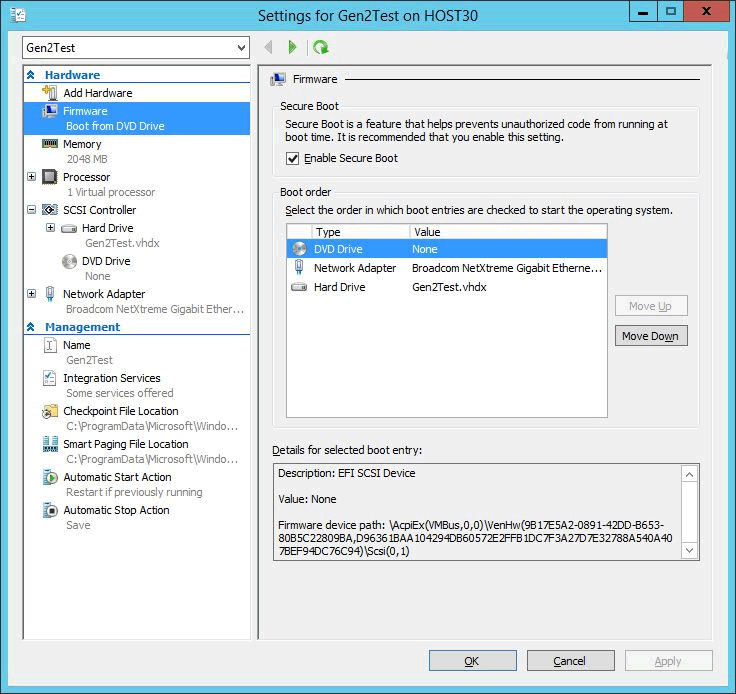 Settings for Gen2Test on HOST30
Gen2Test
Hardware
Add Hardware
Firmware
Boot from DVD Drive
Memory
2048 MB
Processor
1 Virtual processor
SCSI Controller
Hard Drive
Gen2Test.vhdx
DVD Drive
None
Network Adapter
Broadcom NetXtreme Gigabit Ether...
Management
Name
Gen2Test
Integration Services
Some services offered
Checkpoint File Location
C:\ProgramData\Microsoft\Windo...
Smart Paging File Location
C:\ProgramData\Microsoft\Windo...
Automatic Start Action
Restart if previously running
Automatic Stop Action
Save
Firmware
Secure Boot
Secure Boot is a feature that helps prevents unauthorized code from running at
boot time. It is recommended that you enable this setting.
Enable Secure Boot
Boot order
Select the order in which boot entries are checked to start the operating system.
Type Value
DVD Drive None
Network Adapter Broadcom NetXtreme Gigabit Etherne...
Hard Drive Gen2Test.vhdx
Move Up
Move Down
Details for selected boot entry:
Description: EFI SCSI Device
Value: None
Firmware device path: \AcpiEx(VMBus,0,0)\VenHw(9B17E5A2-0891-42DD-B653-
80B5C22809BA,D96361BAA104294DB60572E2FFB1DC7F3A27D7E32788A540A40
7BEF94DC76C94)\Scsi(0,1)
OK Cancel Apply